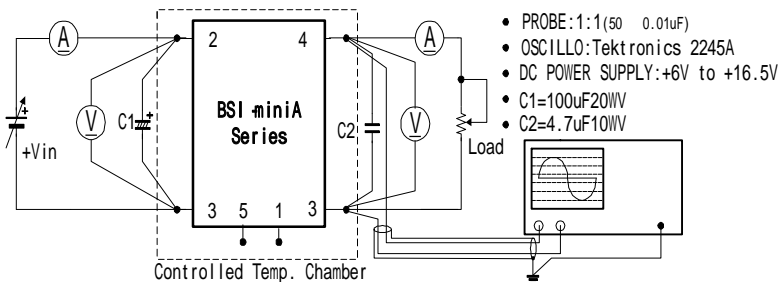 A
V
+Vin
C1
+
2
4
BSI-miniA
Series
3
5
1
3
C2
A
V
Load
Controlled Temp. Chamber
• PROBE:1:1(50 0.01uF)
• OSCILLO:Tektronics 2245A
• DC POWER SUPPLY:+6V to +16.5V
• C1=100uF20WV
• C2=4.7uF10WV